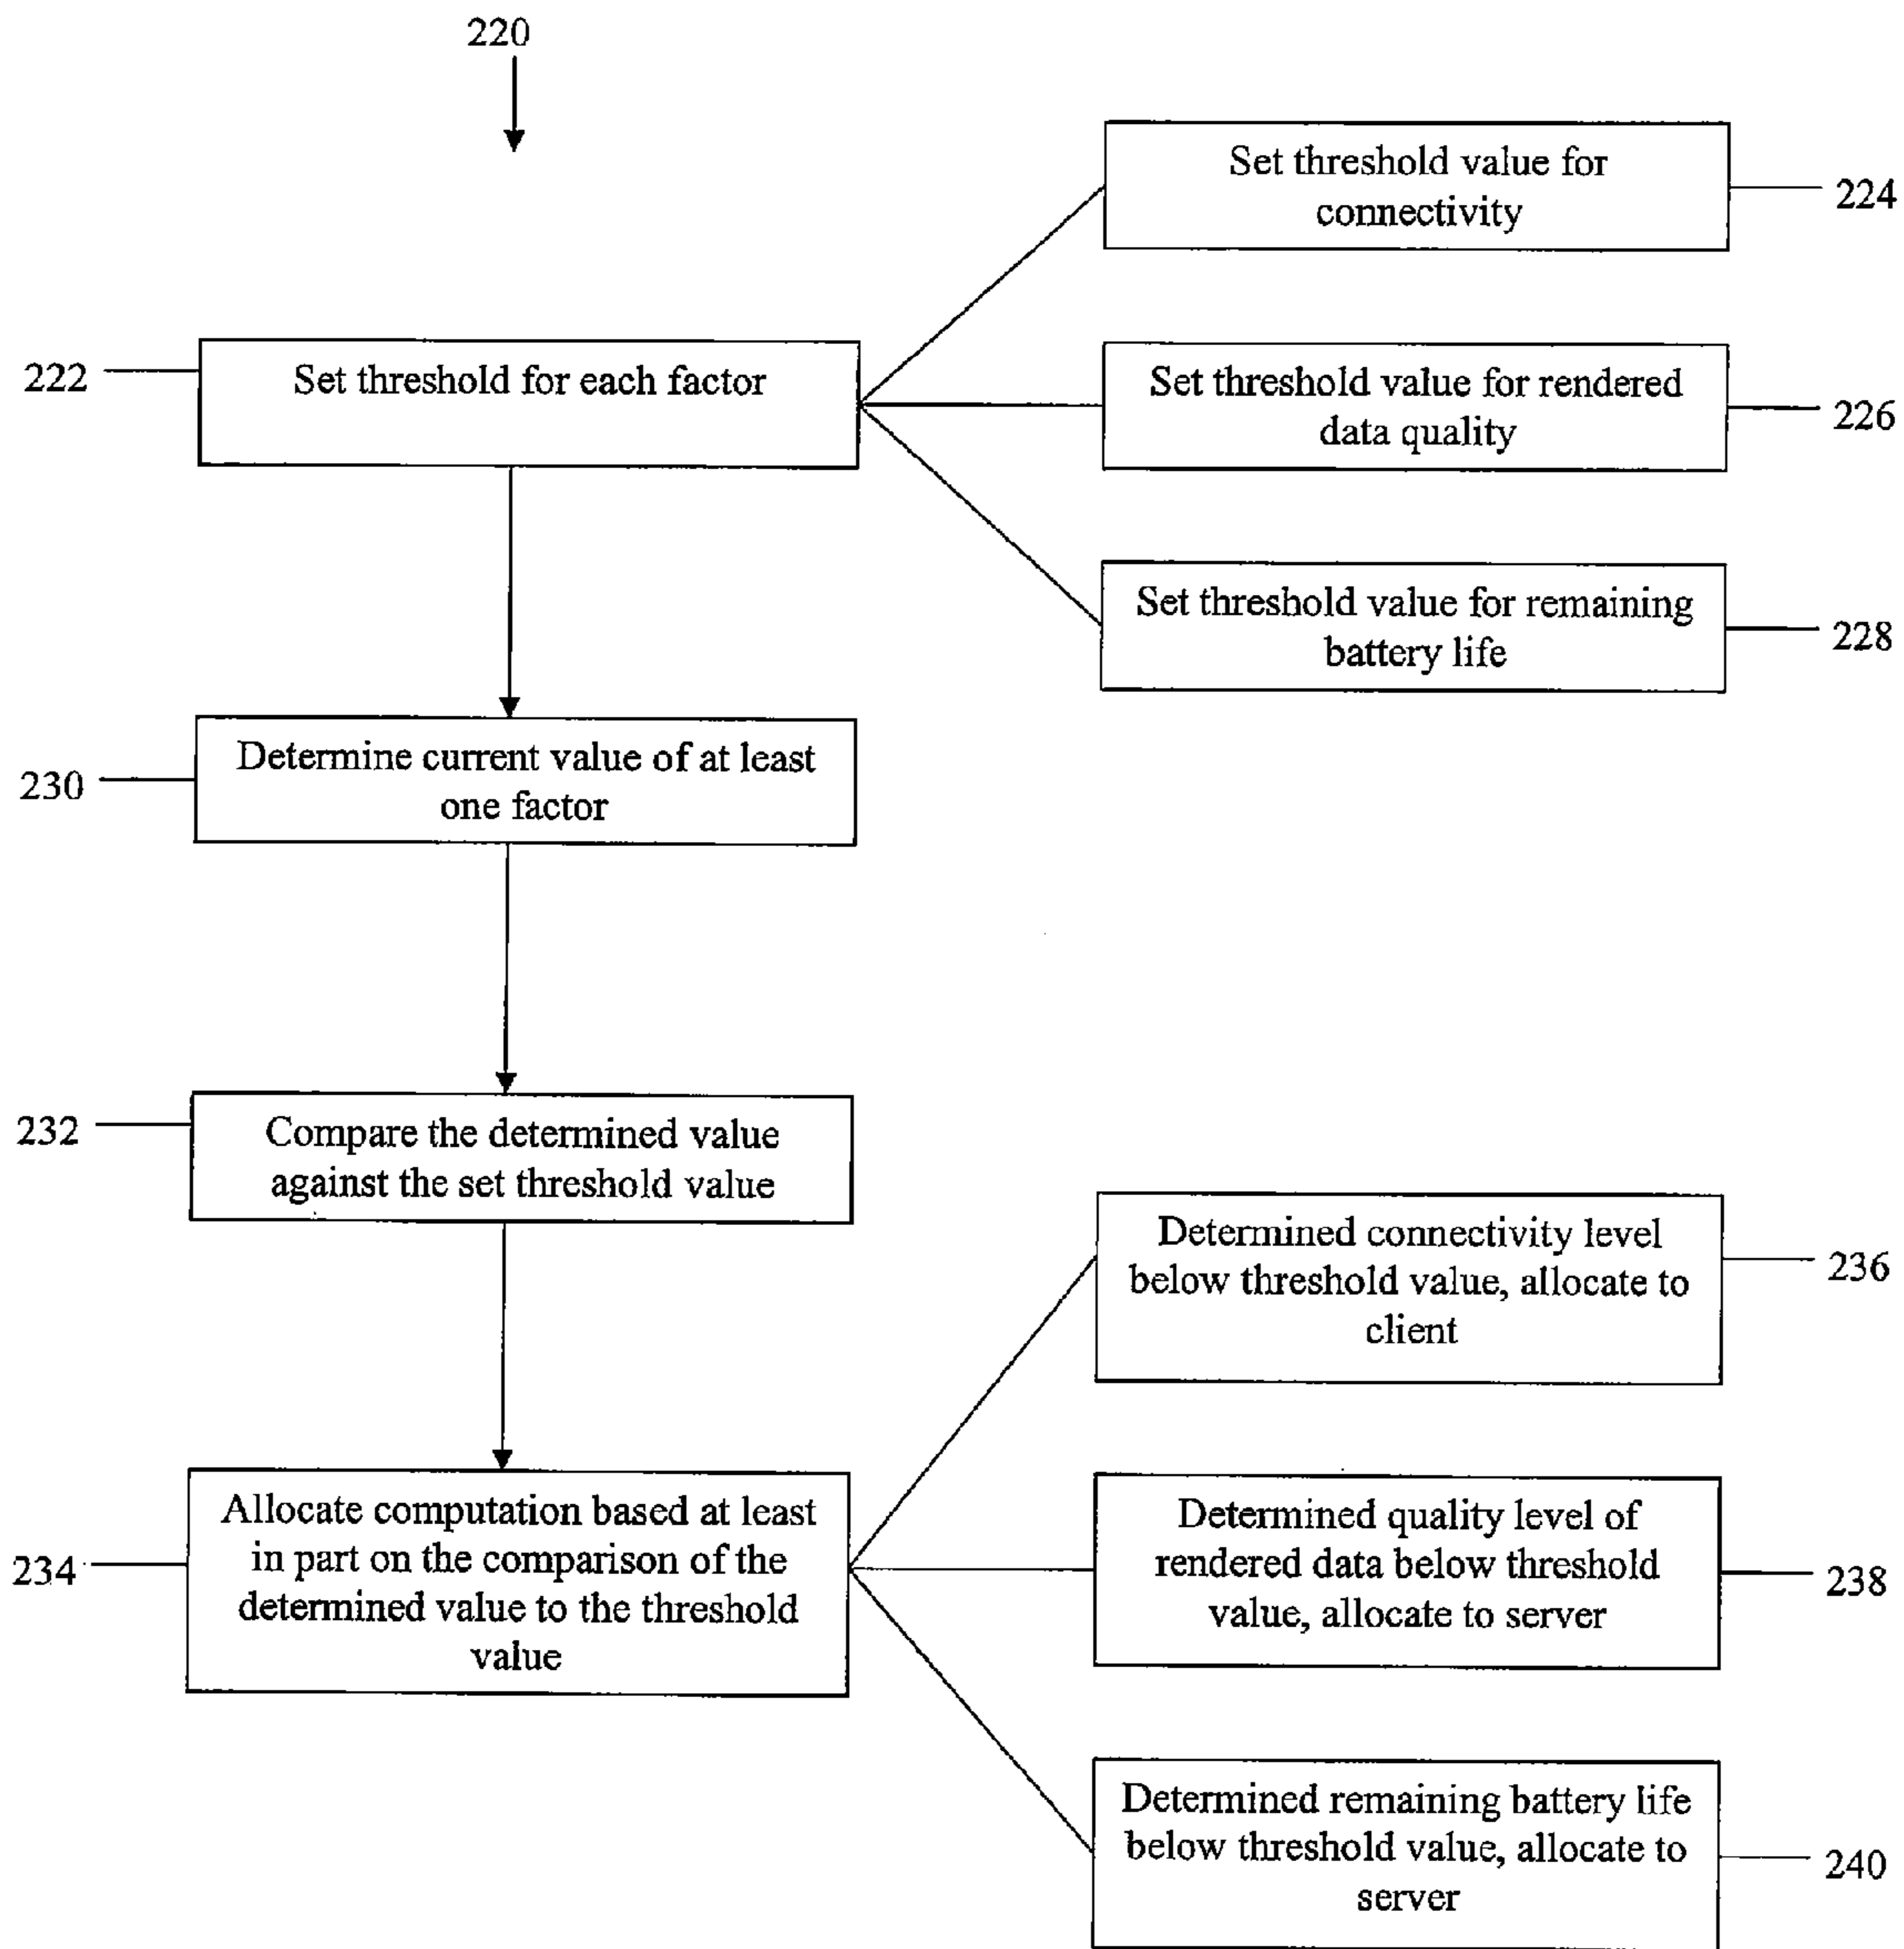 220
Set threshold value for
connectivity
224
222
Set threshold for each factor
Set threshold value for rendered
data quality
226
Set threshold value for remaining
battery life
228
230
Determine current value of at least
one factor
232
Compare the determined value
against the set threshold value
Determined connectivity level
below threshold value, allocate to
client
236
234
Allocate computation based at least
in part on the comparison of the
determined value to the threshold
value
Determined quality level of
rendered data below threshold
value, allocate to server
238
Determined remaining battery life
below threshold value, allocate to
server
240